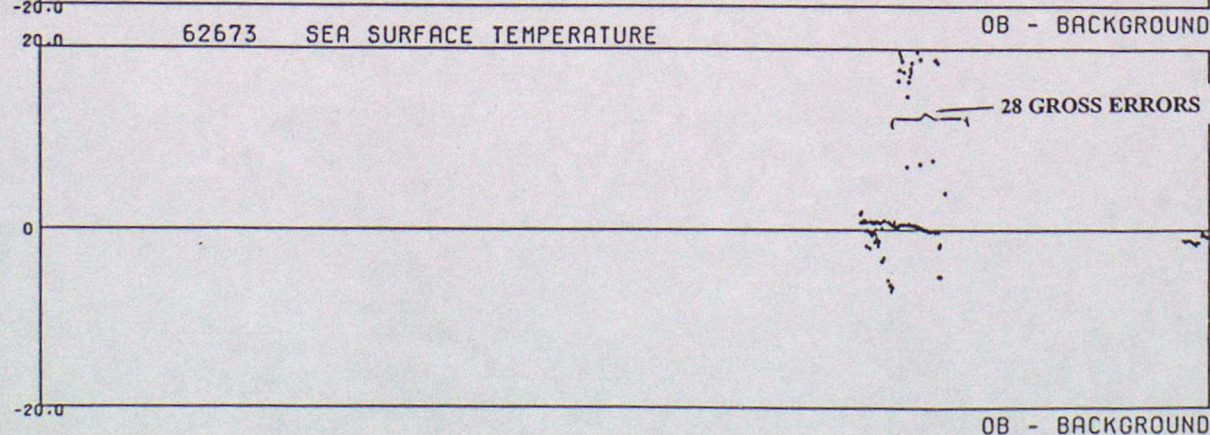 -20.0
OB - BACKGROUND
62673 SEA SURFACE TEMPERATURE
20.0
28 GROSS ERRORS
0
-20.0
OB - BACKGROUND